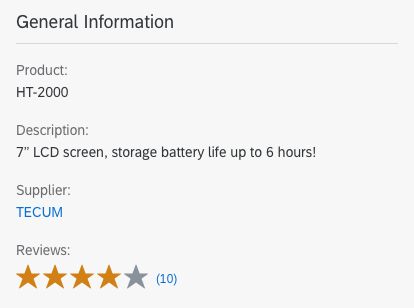 General Information
Product:
HT-2000
Description:
7” LCD screen, storage battery life up to 6 hours!
Supplier:
TECUM
Reviews:
(10)